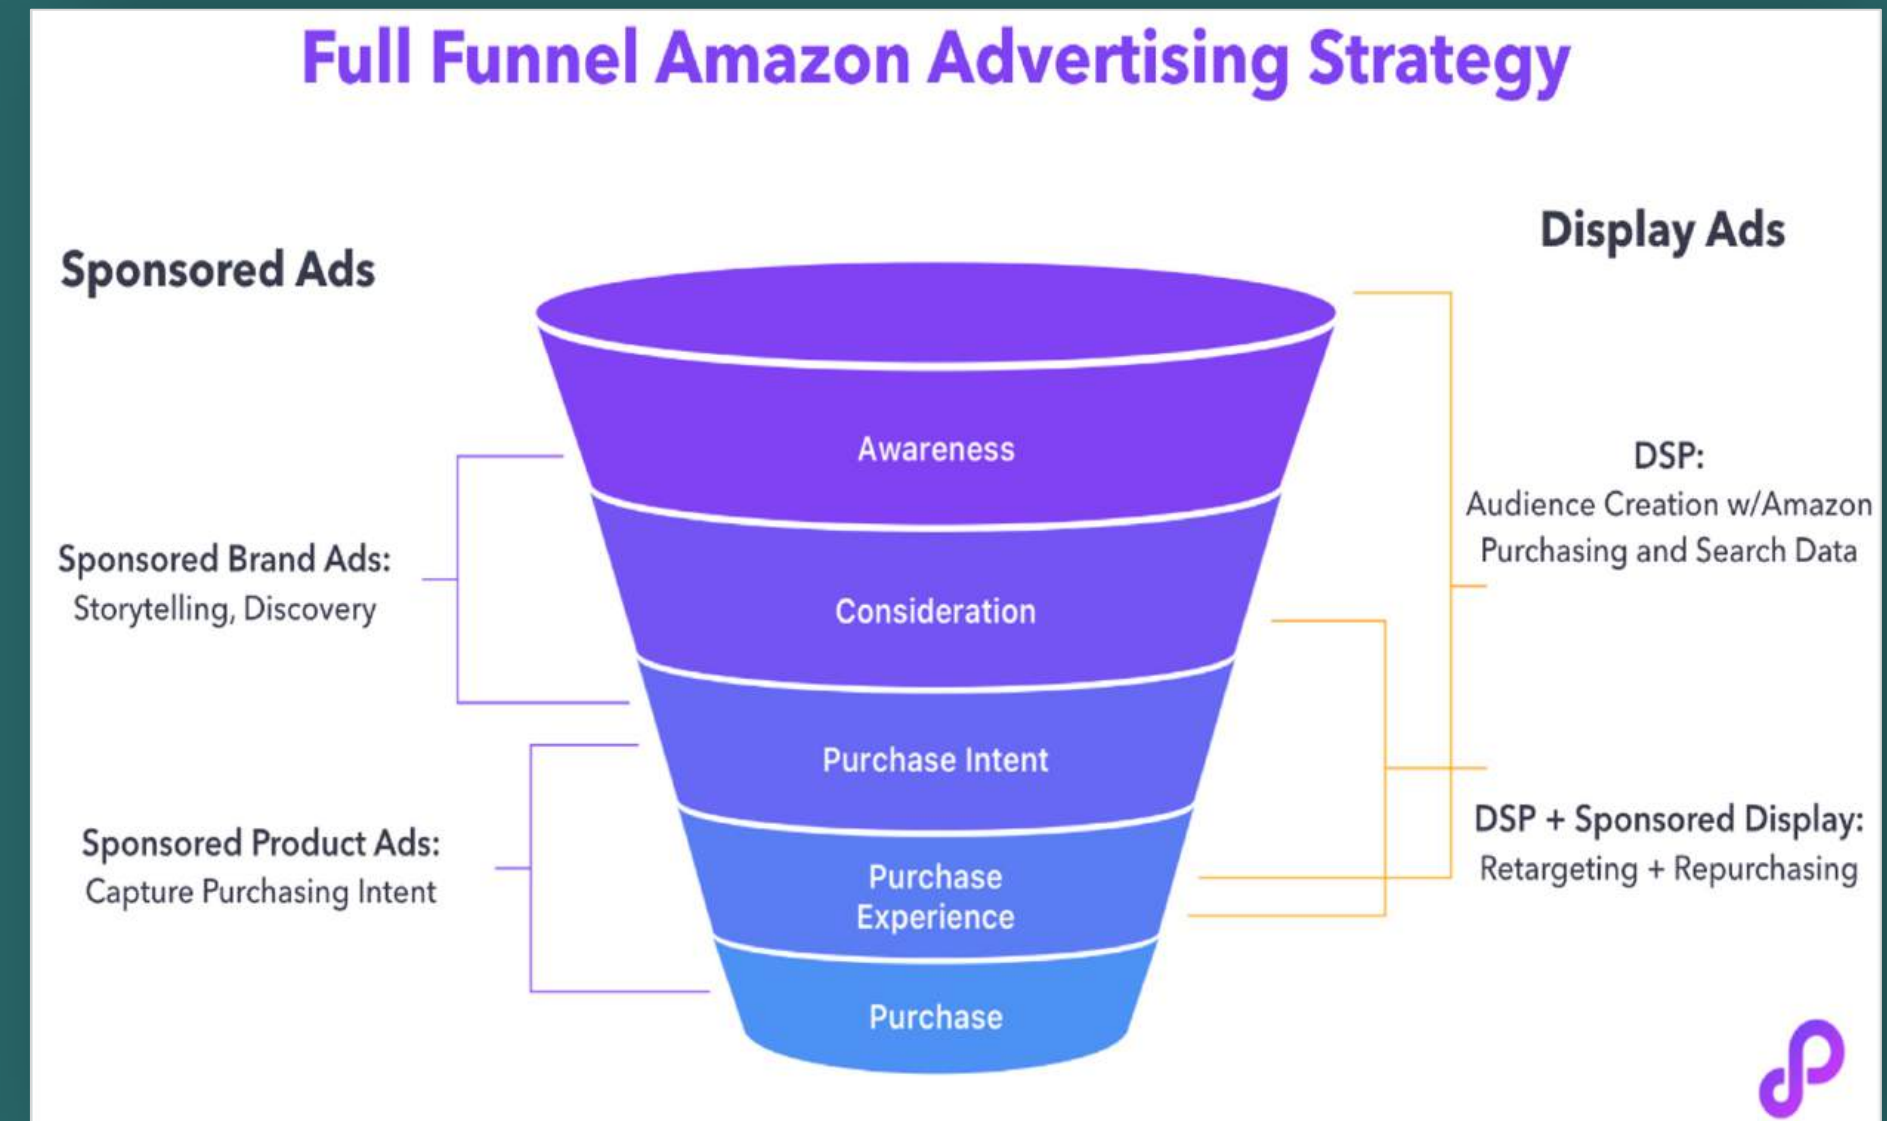 Full Funnel Amazon Advertising Strategy
Sponsored Ads
Display Ads
Awareness
Consideration
Purchase Intent
Purchase
Experience
Purchase
Sponsored Brand Ads:
Storytelling, Discovery
Sponsored Product Ads:
Capture Purchasing Intent
DSP:
Audience Creation w/Amazon
Purchasing and Search Data
DSP + Sponsored Display:
Retargeting + Repurchasing